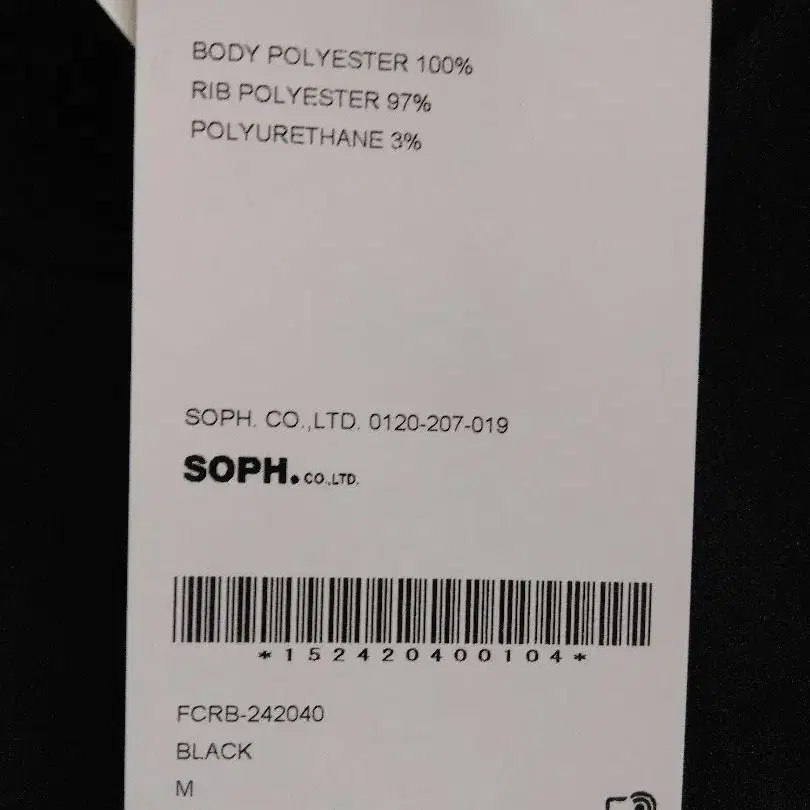 BODY POLYESTER 100%
RIB POLYESTER 97%
POLYURETHANE 3%
SOPH. CO.,LTD. 0120-207-019
SOPH. CO.,LTD.
*152420400104*
FCRB-242040
BLACK
M